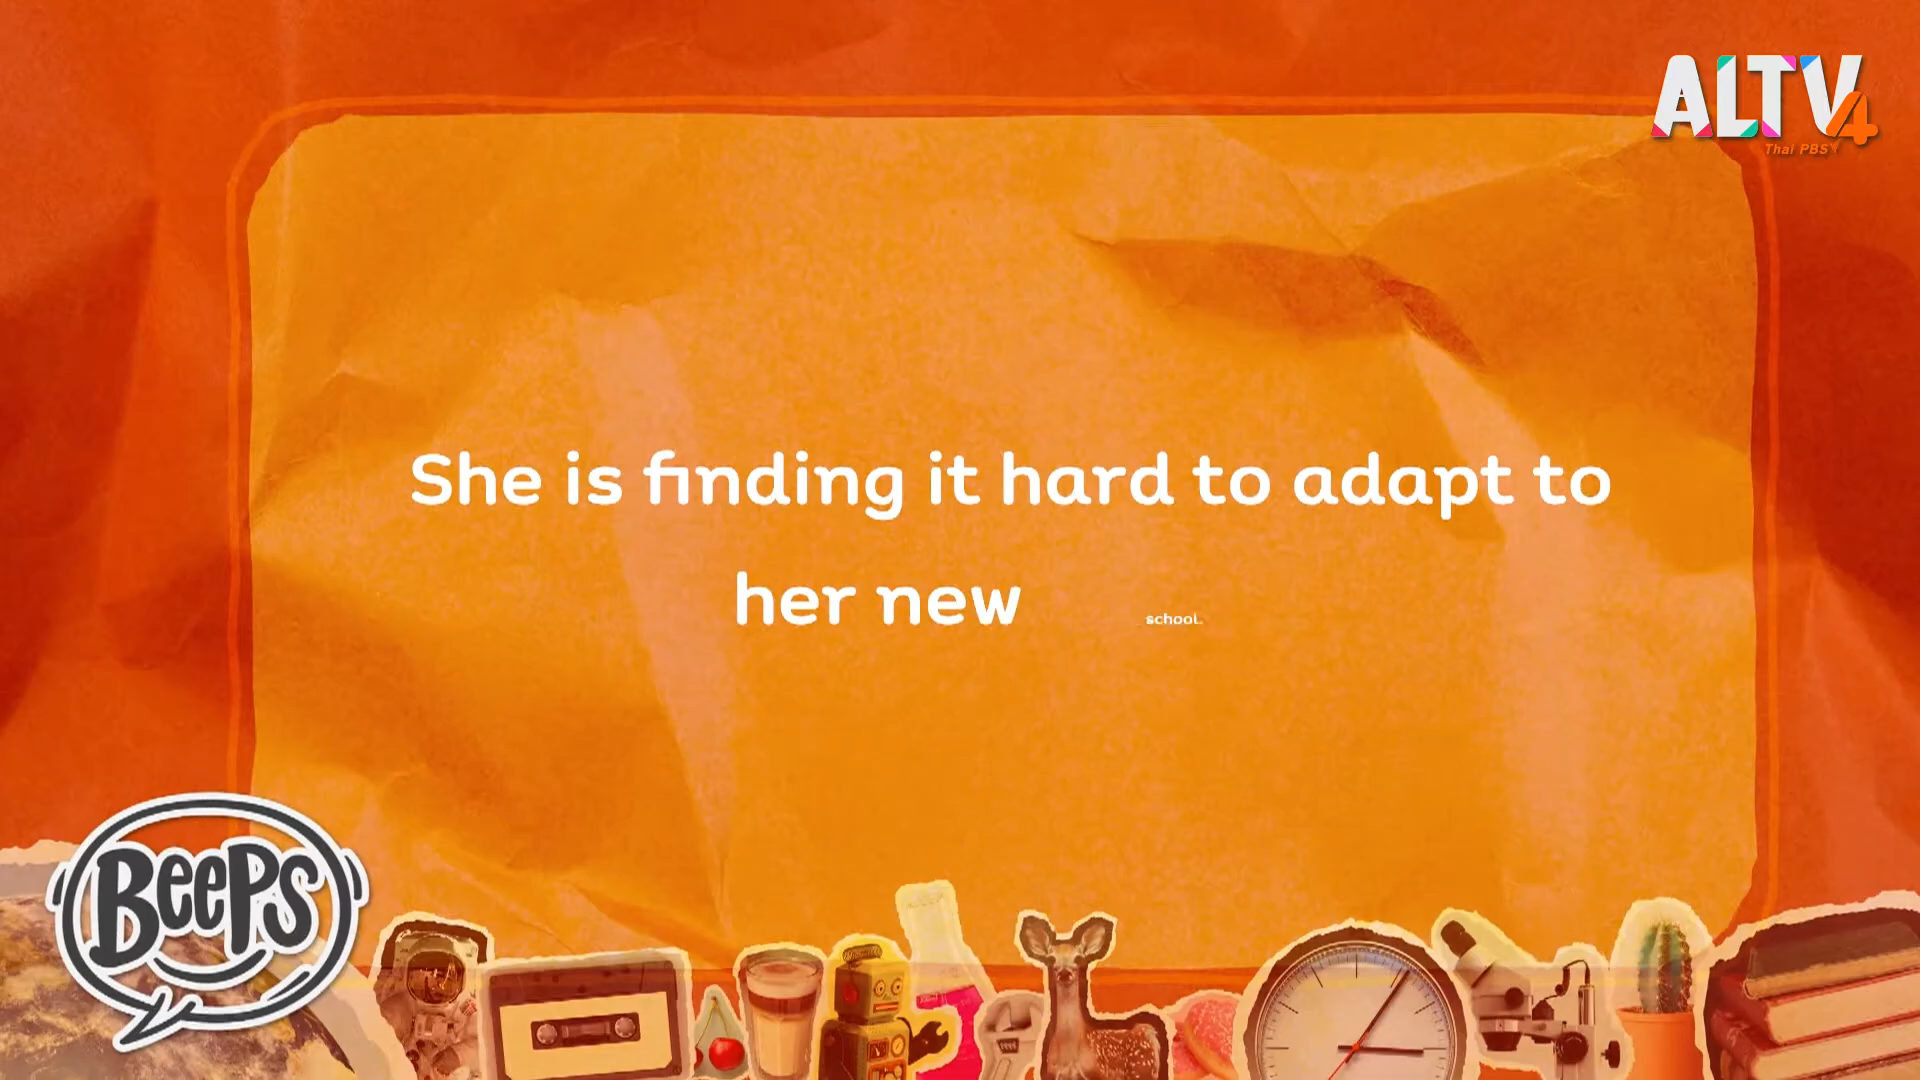 ALTV4
Thai PBS
She is finding it hard to adapt to
her new school.
BEEPS